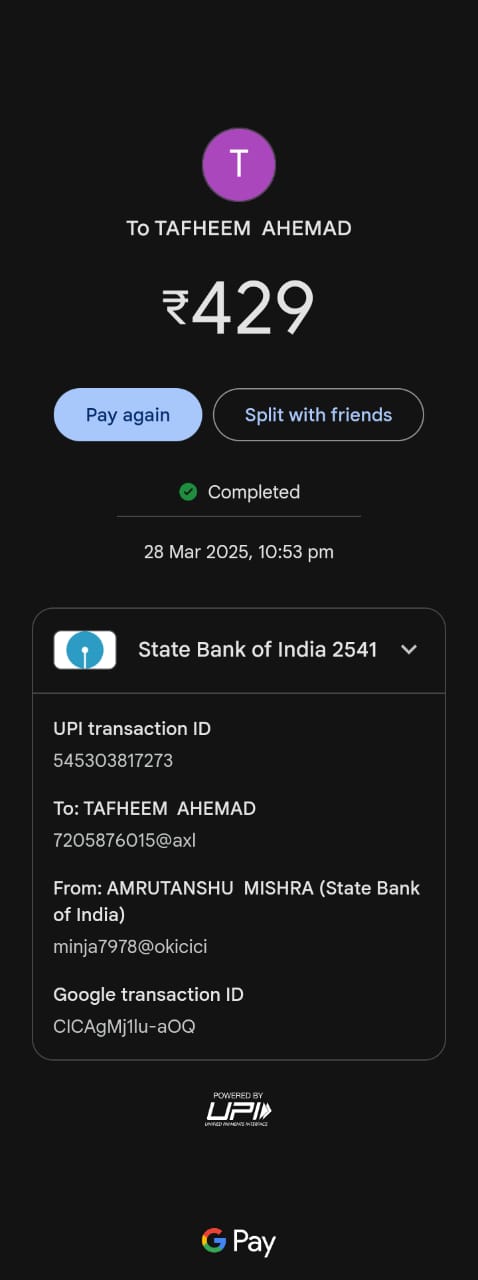 T
To TAFHEEM AHEMAD
₹429
Pay again
Split with friends
Completed
28 Mar 2025, 10:53 pm
State Bank of India 2541
UPI transaction ID
545303817273
To: TAFHEEM AHEMAD
7205876015@axl
From: AMRUTANSHU MISHRA (State Bank
of India)
minja7978@okicici
Google transaction ID
CICAgMj1lu-aOQ
POWERED BY
UPI
UNIFIED PAYMENTS INTERFACE
G Pay